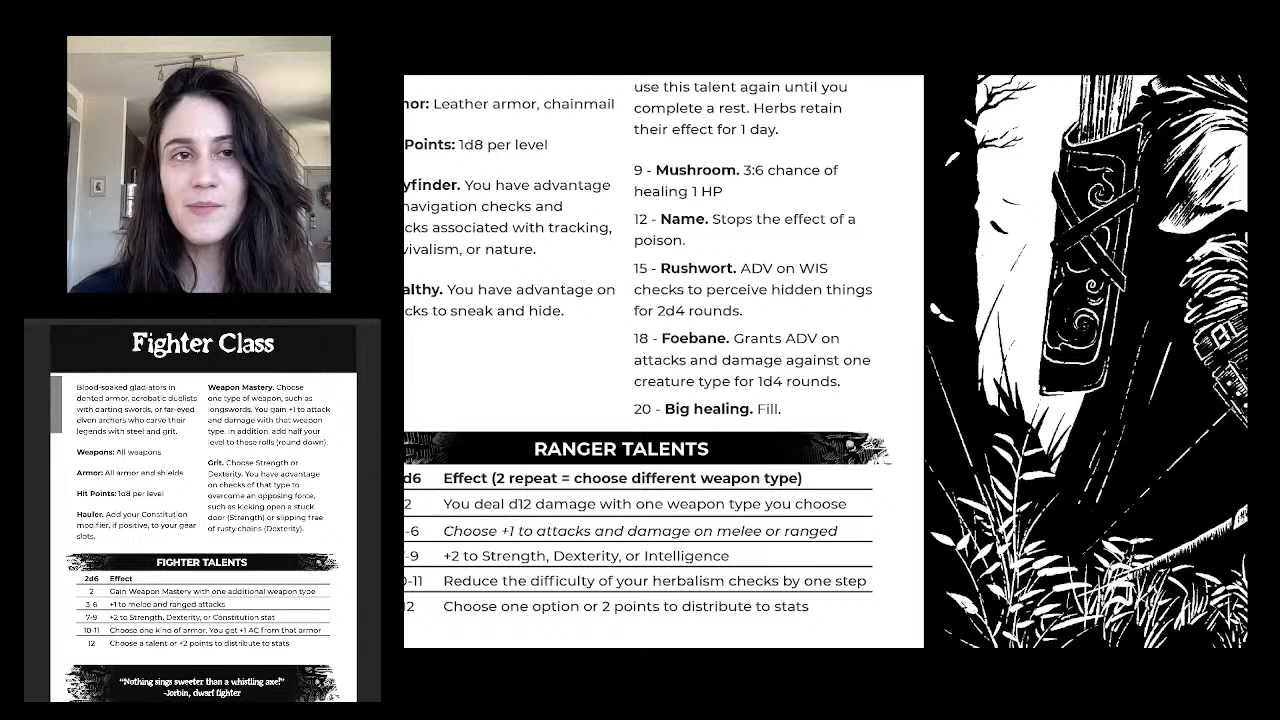 Fighter Class
Blood-soaked gladiators in
dented armor, acrobatic duelists
with darting swords, or far-eyed
elven archers who carve their
legends with steel and grit.
Weapons: All weapons
Armor: All armor and shields
Hit Points: 1d8 per level
Hauler. Add your Constitution
modifier, if positive, to your gear
slots.
Weapon Mastery. Choose
one type of weapon, such as
longswords. You gain +1 to attack
and damage with that weapon
type. In addition, add half your
level to these rolls (round down).
Grit. Choose Strength or
Dexterity. You have advantage
on checks of that type to
overcome an opposing force,
such as kicking open a stuck
door (Strength) or slipping free
of rusty chains (Dexterity).
FIGHTER TALENTS
2d6 Effect
2 Gain Weapon Mastery with one additional weapon type
3-6 +1 to melee and ranged attacks
7-9 +2 to Strength, Dexterity, or Constitution stat
10-11 Choose one kind of armor. You get +1 AC from that armor
12 Choose a talent or +2 points to distribute to stats
"Nothing sings sweeter than a whistling axe!"
-Jorbin, dwarf fighter
nor: Leather armor, chainmail
Points: 1d8 per level
yfinder. You have advantage
navigation checks and
cks associated with tracking,
vivalism, or nature.
althy. You have advantage on
cks to sneak and hide.
use this talent again until you
complete a rest. Herbs retain
their effect for 1 day.
9 - Mushroom. 3:6 chance of
healing 1 HP
12 - Name. Stops the effect of a
poison.
15 - Rushwort. ADV on WIS
checks to perceive hidden things
for 2d4 rounds.
18 - Foebane. Grants ADV on
attacks and damage against one
creature type for 1d4 rounds.
20 - Big healing. Fill.
RANGER TALENTS
d6 Effect (2 repeat = choose different weapon type)
2 You deal d12 damage with one weapon type you choose
-6 Choose +1 to attacks and damage on melee or ranged
-9 +2 to Strength, Dexterity, or Intelligence
-11 Reduce the difficulty of your herbalism checks by one step
12 Choose one option or 2 points to distribute to stats